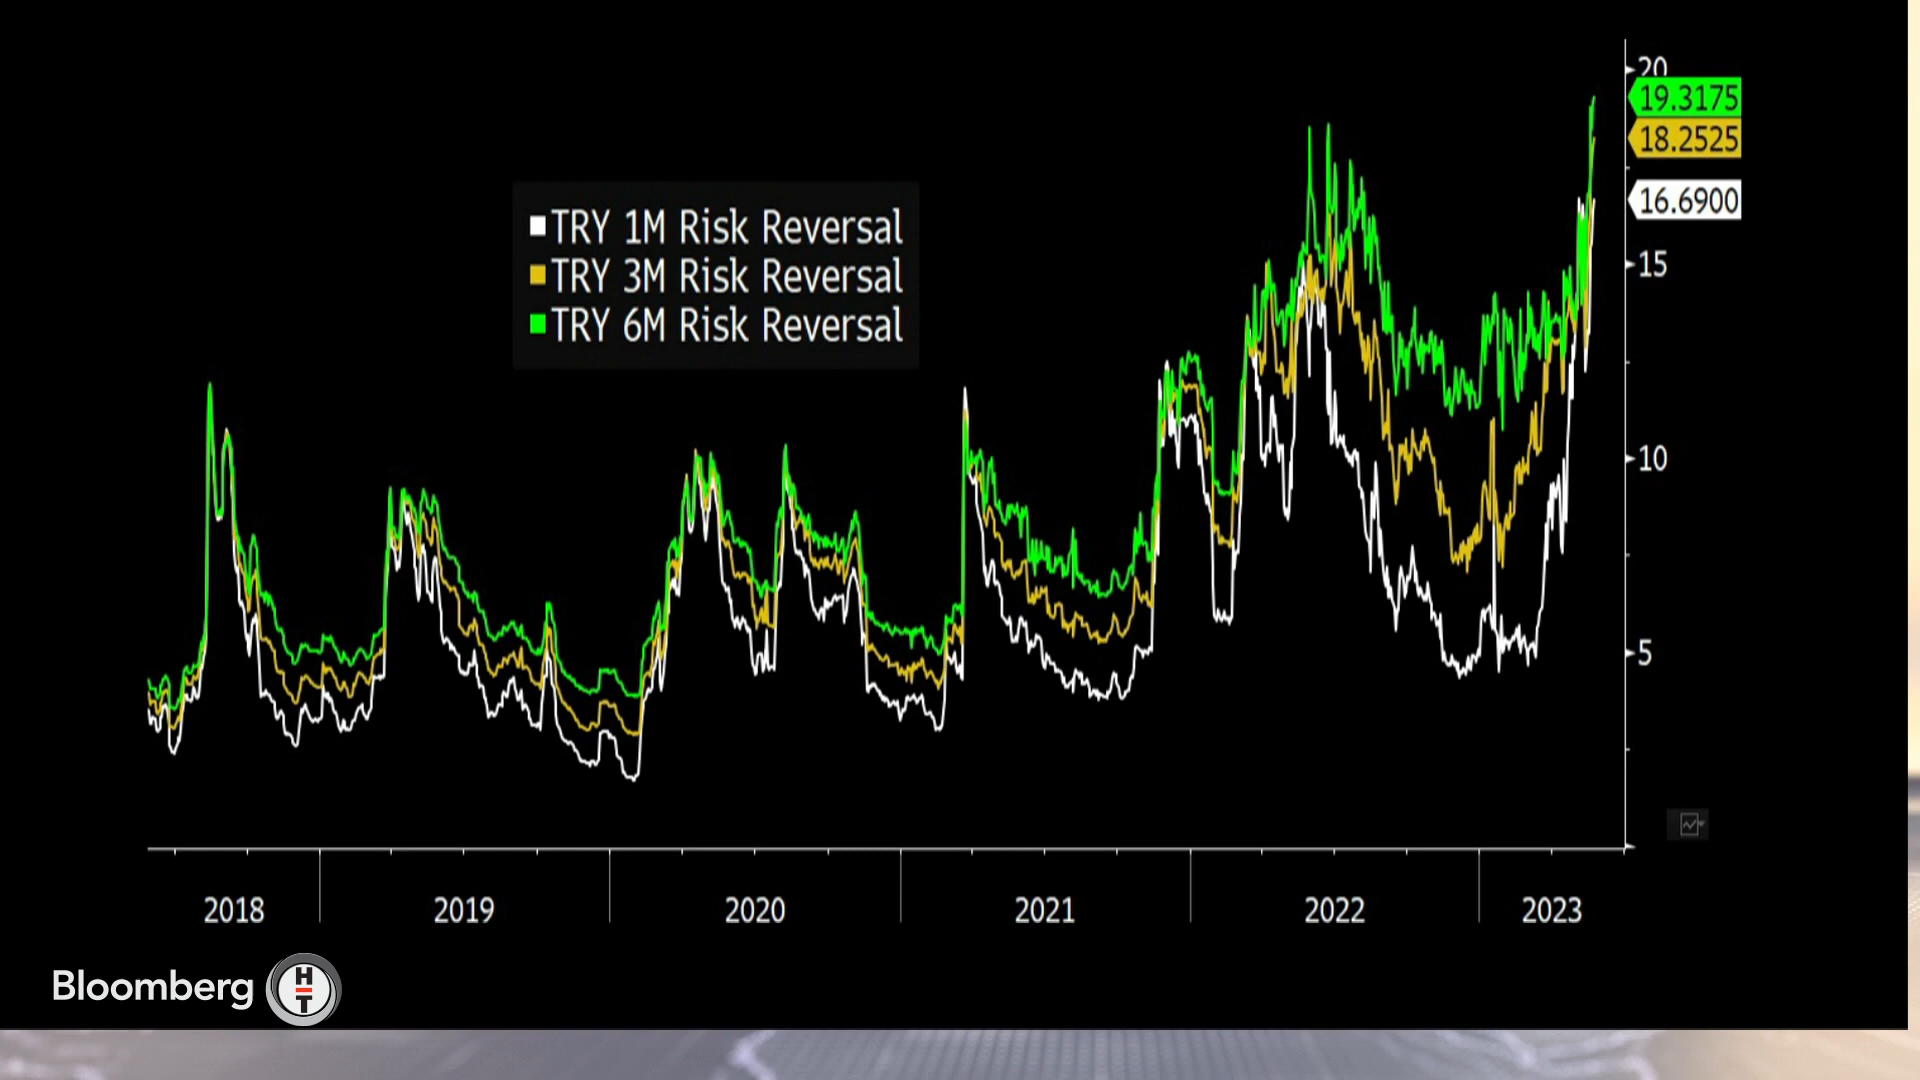 20
19.3175
18.2525
16.6900
15
10
5
TRY 1M Risk Reversal
TRY 3M Risk Reversal
TRY 6M Risk Reversal
2018 2019 2020 2021 2022 2023
Bloomberg HT